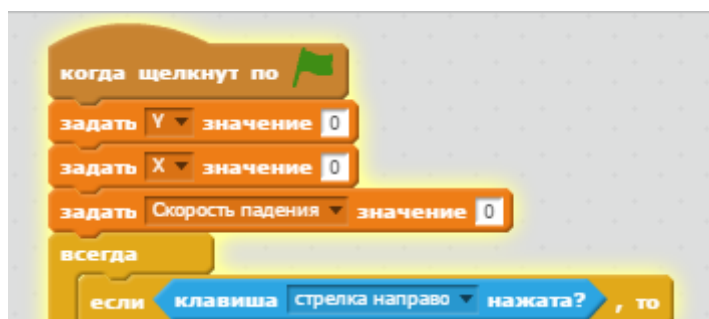 когда щелкнут по
задать Y значение 0
задать X значение 0
задать Скорость падения значение 0
всегда
если клавиша стрелка направо нажата? , то